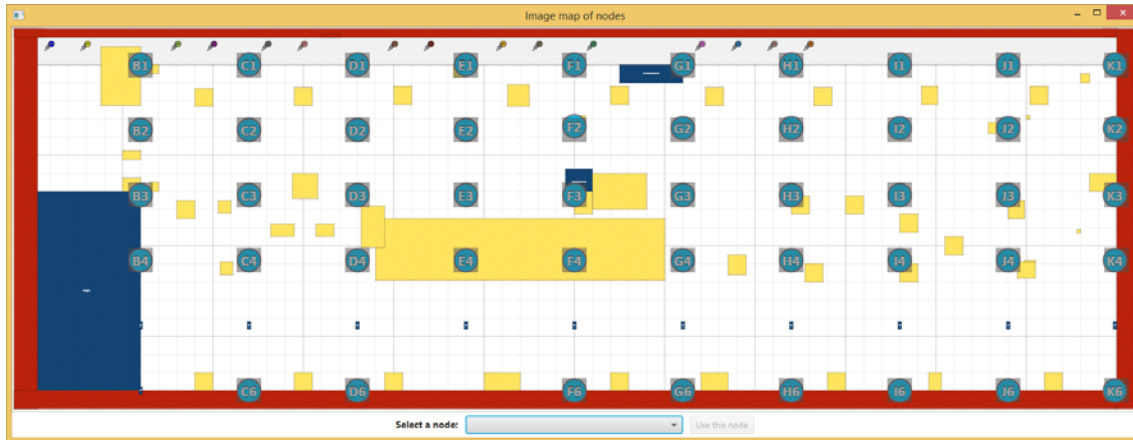 Image map of nodes
B1 C1 D1 E1 F1 G1 H1 I1 J1 K1
B2 C2 D2 E2 F2 G2 H2 I2 J2 K2
B3 C3 D3 E3 F3 G3 H3 I3 J3 K3
B4 C4 D4 E4 F4 G4 H4 I4 J4 K4
C6 D6 F6 G6 H6 I6 J6 K6
Select a node: Use this node